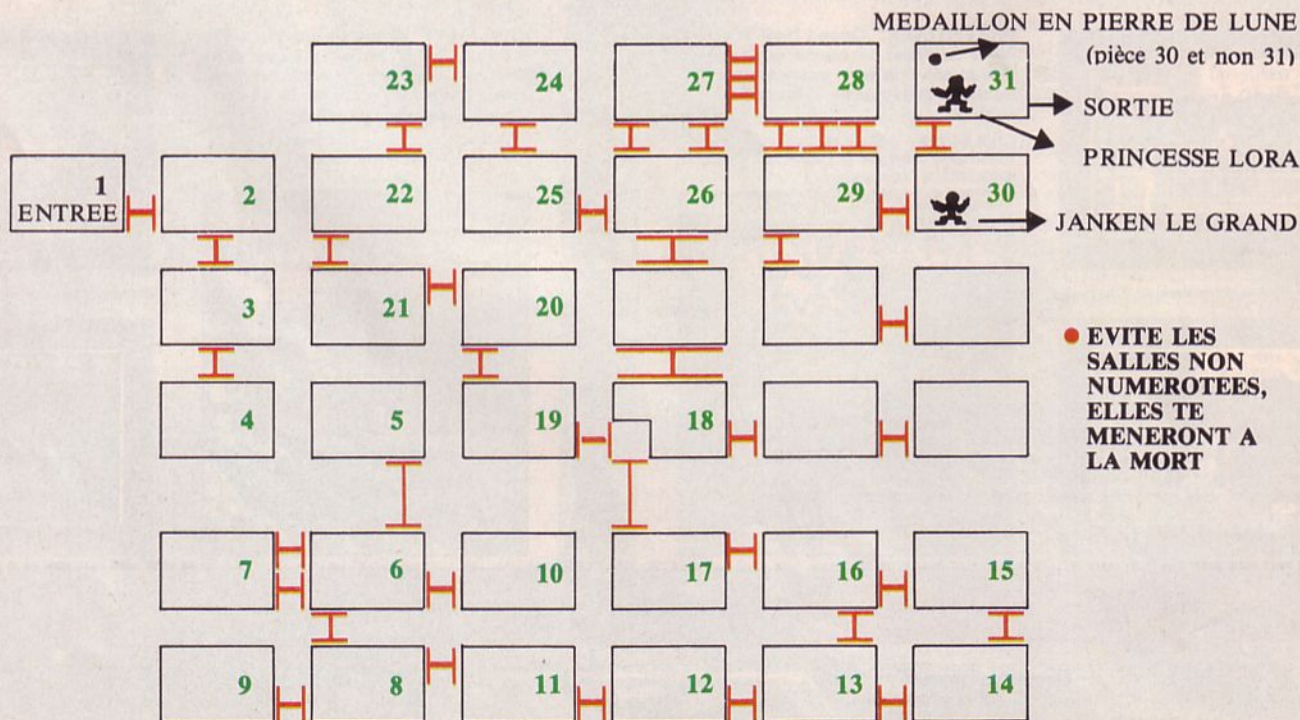 MEDAILLON EN PIERRE DE LUNE
(pièce 30 et non 31)
23
24
27
28
31
SORTIE
PRINCESSE LORA
1
ENTREE
2
22
25
26
29
30
JANKEN LE GRAND
3
21
20
● EVITE LES
SALLES NON
NUMEROTEES,
ELLES TE
MENERONT A
LA MORT
4
5
19
18
7
6
10
17
16
15
9
8
11
12
13
14